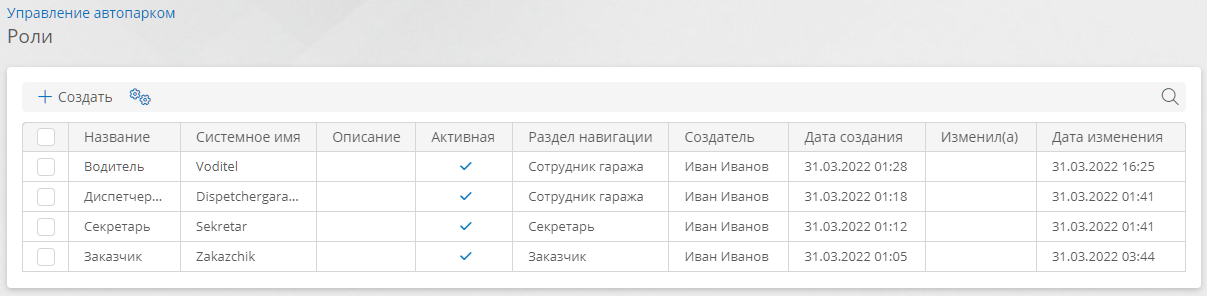 Управление автопарком
Роли
Создать
Название Системное имя Описание Активная Раздел навигации Создатель Дата создания Изменил(а) Дата изменения
Водитель Voditel Сотрудник гаража Иван Иванов 31.03.2022 01:28 31.03.2022 16:25
Диспетчер... Dispetchergara... Сотрудник гаража Иван Иванов 31.03.2022 01:18 31.03.2022 01:41
Секретарь Sekretar Секретарь Иван Иванов 31.03.2022 01:12 31.03.2022 01:41
Заказчик Zakazchik Заказчик Иван Иванов 31.03.2022 01:05 31.03.2022 03:44